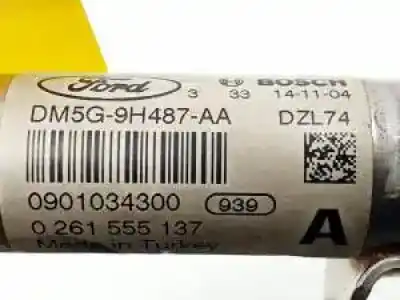 Ford 3 33 BOSCH 14-11-04
DM5G-9H487-AA DZL74
0901034300 939
0 261 555 137 A
Made in Turkey